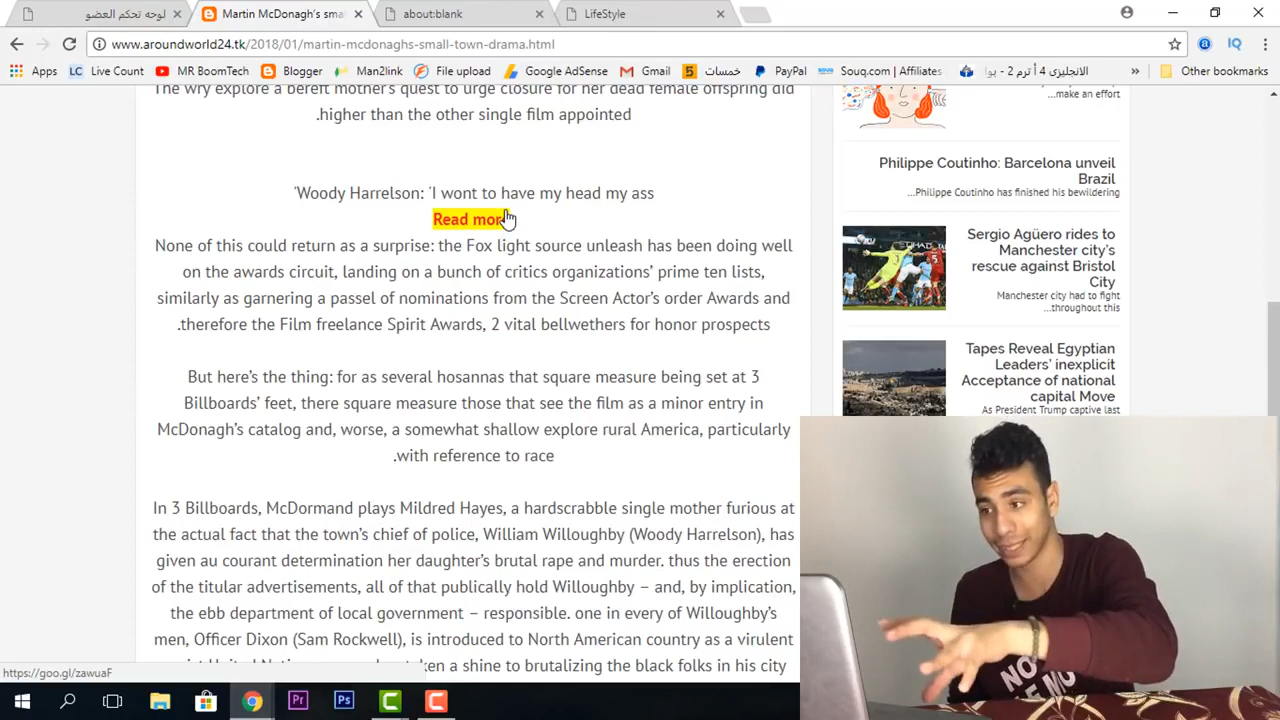 لوحه تحكم العضو
Martin McDonagh's smal
about:blank
LifeStyle
www.aroundworld24.tk/2018/01/martin-mcdonaghs-small-town-drama.html
Apps
LC Live Count
MR BoomTech
Blogger
Man2link
File upload
Google AdSense
Gmail
5 خمسات
PayPal
Souq.com | Affiliates
الانجليزى 4 أ ترم 2 - يوا
»
Other bookmarks
The wry explore a bereft mother's quest to urge closure for her dead female offspring did
.higher than the other single film appointed
'Woody Harrelson: 'I wont to have my head my ass
Read mor
None of this could return as a surprise: the Fox light source unleash has been doing well
on the awards circuit, landing on a bunch of critics organizations' prime ten lists,
similarly as garnering a passel of nominations from the Screen Actor's order Awards and
.therefore the Film freelance Spirit Awards, 2 vital bellwethers for honor prospects
But here's the thing: for as several hosannas that square measure being set at 3
Billboards' feet, there square measure those that see the film as a minor entry in
McDonagh's catalog and, worse, a somewhat shallow explore rural America, particularly
.with reference to race
In 3 Billboards, McDormand plays Mildred Hayes, a hardscrabble single mother furious at
the actual fact that the town's chief of police, William Willoughby (Woody Harrelson), has
given au courant determination her daughter's brutal rape and murder. thus the erection
of the titular advertisements, all of that publically hold Willoughby – and, by implication,
the ebb department of local government – responsible. one in every of Willoughby's
men, Officer Dixon (Sam Rockwell), is introduced to North American country as a virulent
taken a shine to brutalizing the black folks in his city
...make an effort
Philippe Coutinho: Barcelona unveil
Brazil
...Philippe Coutinho has finished his bewildering
Sergio Agüero rides to
Manchester city's
rescue against Bristol
City
Manchester city had to fight
...throughout this
Tapes Reveal Egyptian
Leaders' inexplicit
Acceptance of national
capital Move
As President Trump captive last
https://goo.gl/zawuaF
Pr
Ps